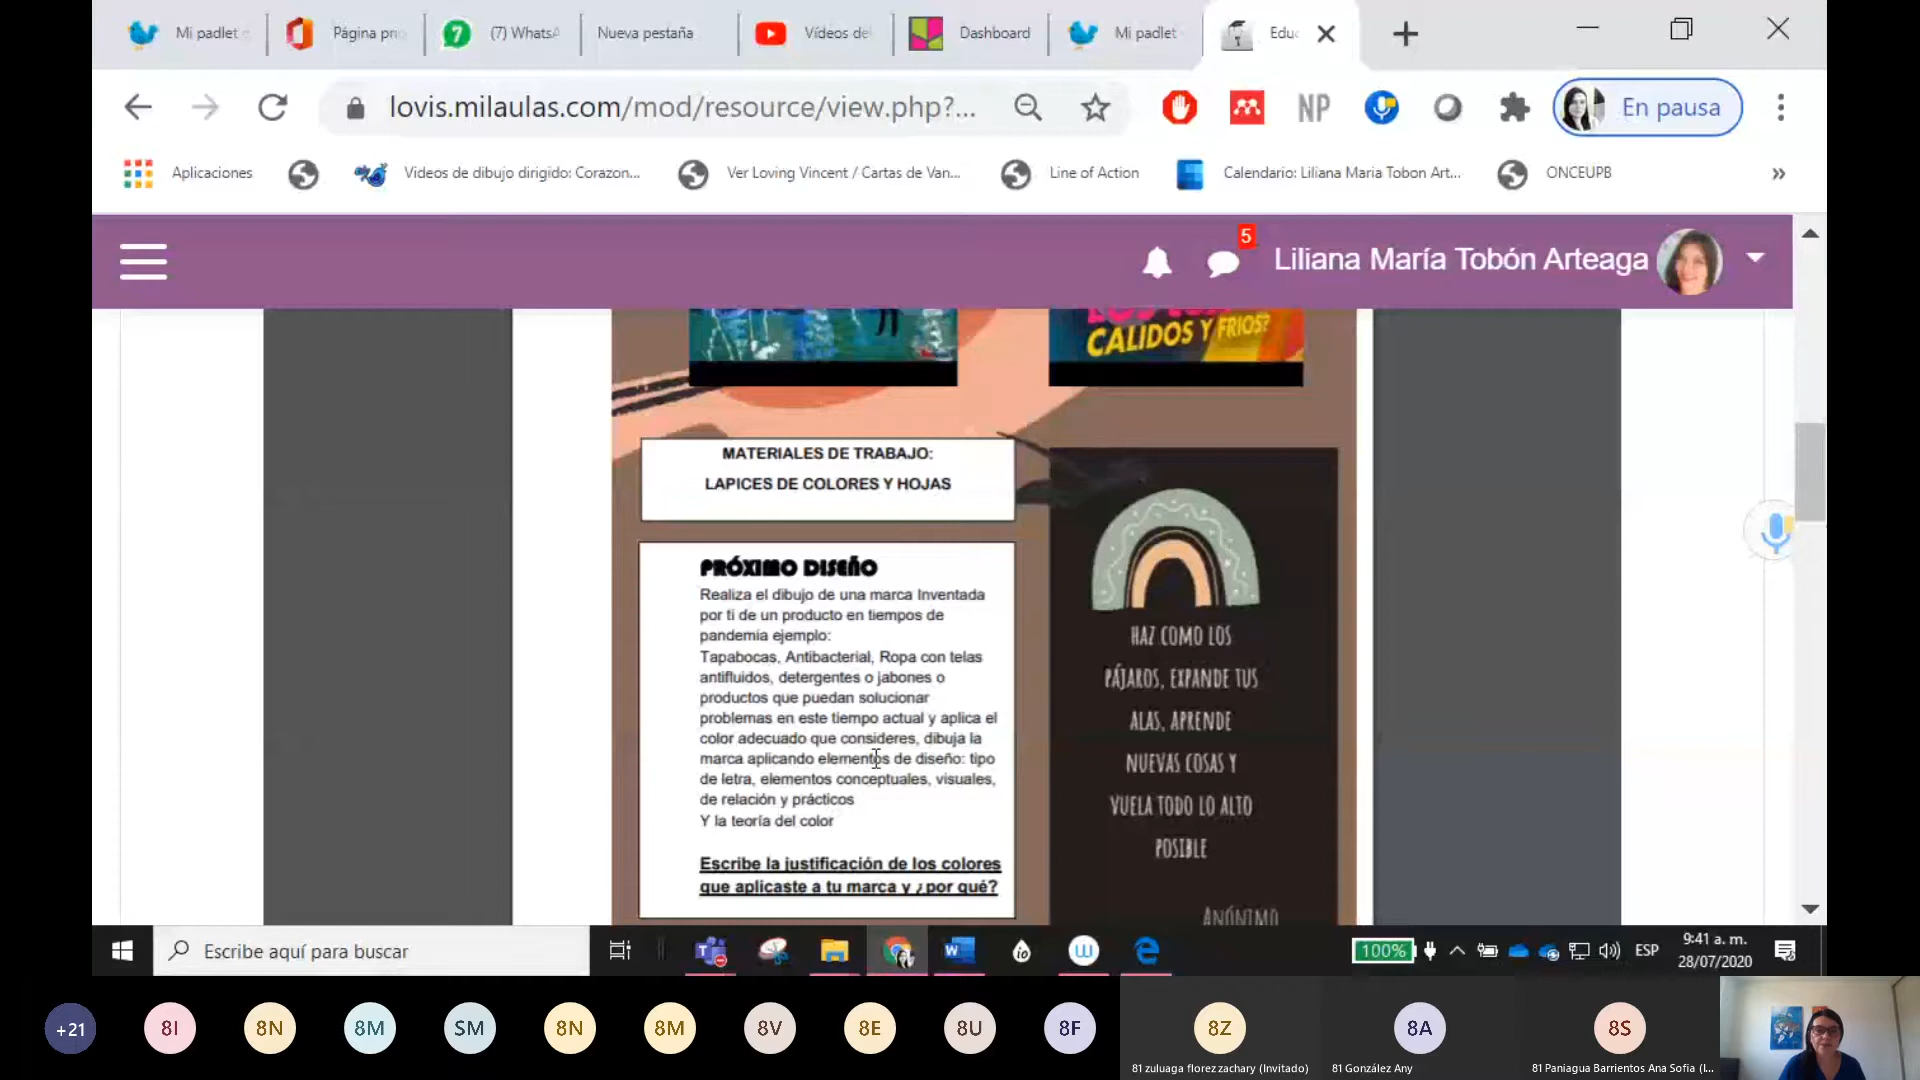 Mi padlet
Página pri
(7) WhatsA
Nueva pestaña
Vídeos de
Dashboard
Mi padlet
Edu
lovis.milaulas.com/mod/resource/view.php?...
NP
En pausa
Aplicaciones
Videos de dibujo dirigido: Corazon...
Ver Loving Vincent / Cartas de Van...
Line of Action
Calendario: Liliana Maria Tobon Art...
ONCEUPB
»
5
Liliana María Tobón Arteaga
CALIDOS Y FRIOS?
MATERIALES DE TRABAJO:
LAPICES DE COLORES Y HOJAS
PRÓXIMO DISEÑO
Realiza el dibujo de una marca Inventada
por ti de un producto en tiempos de
pandemia ejemplo:
Tapabocas, Antibacterial, Ropa con telas
antifluidos, detergentes o jabones o
productos que puedan solucionar
problemas en este tiempo actual y aplica el
color adecuado que consideres, dibuja la
marca aplicando elementos de diseño: tipo
de letra, elementos conceptuales, visuales,
de relación y prácticos
Y la teoría del color
Escribe la justificación de los colores
que aplicaste a tu marca y ¿por qué?
HAZ COMO LOS
PÁJAROS, EXPANDE TUS
ALAS, APRENDE
NUEVAS COSAS Y
VUELA TODO LO ALTO
POSIBLE
ANÓNIMO
Escribe aquí para buscar
100%
ESP
9:41 a. m.
28/07/2020
+21
8I
8N
8M
SM
8N
8M
8V
8E
8U
8F
8Z
8A
8S
81 zuluaga florez zachary (Invitado)
81 González Any
81 Paniagua Barrientos Ana Sofia (I...